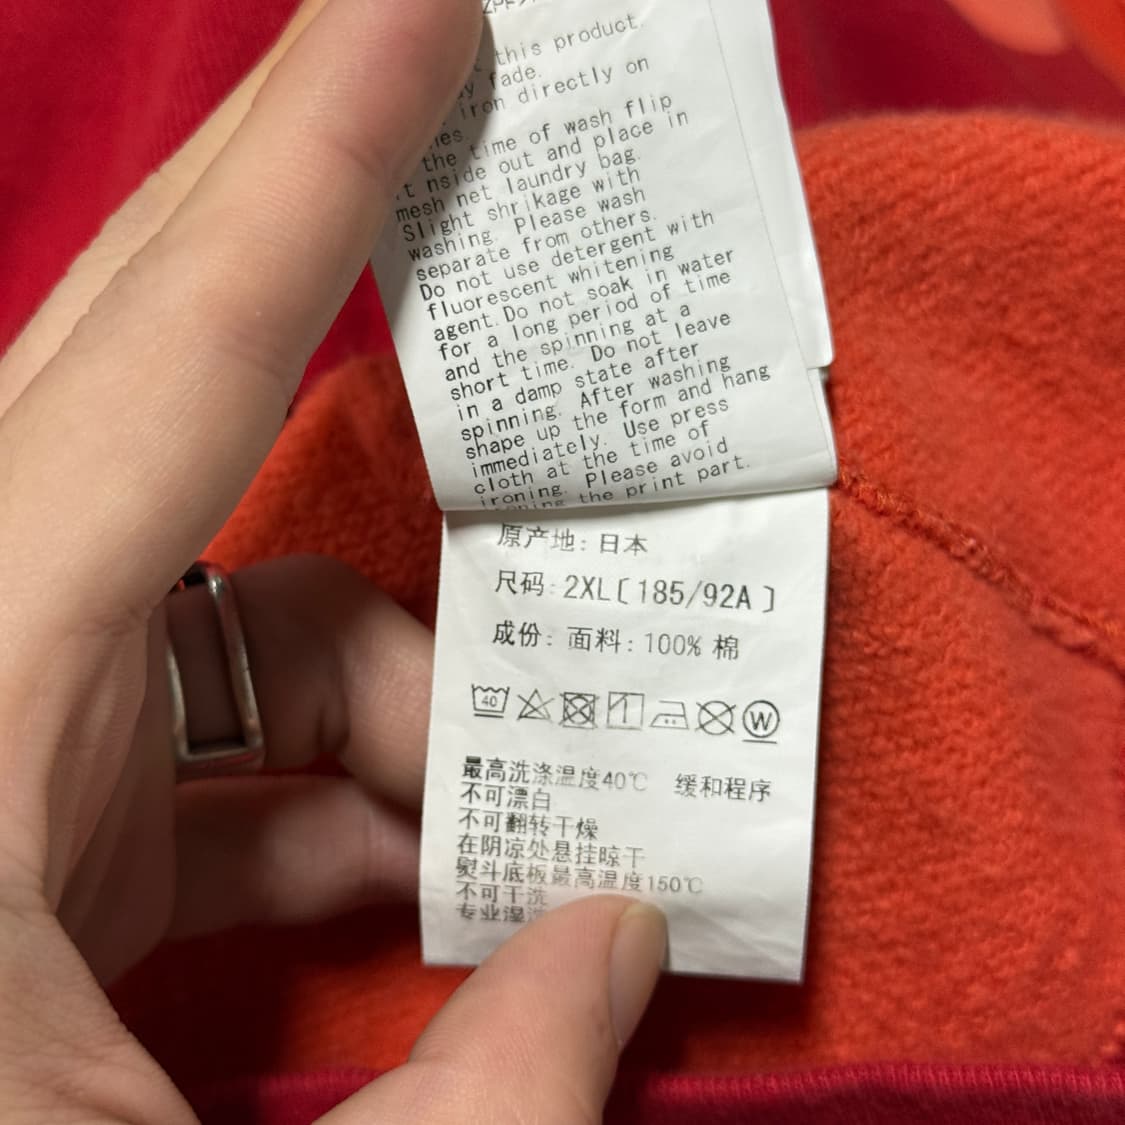 this product.
fade.
iron directly on
the time of wash flip
nside out and place in
mesh net laundry bag.
Slight shrikage with
washing. Please wash
separate from others.
Do not use detergent with
fluorescent whitening
agent. Do not soak in water
for a long period of time
and the spinning at a
short time. Do not leave
in a damp state after
spinning. After washing
shape up the form and hang
immediately. Use press
cloth at the time of
ironing. Please avoid
the print part.
原产地: 日本
尺码: 2XL[185/92A]
成份: 面料: 100% 棉
40 W
最高洗涤温度40℃ 缓和程序
不可漂白
不可翻转干燥
在阴凉处悬挂晾干
熨斗底板最高温度150℃
不可干洗
专业湿